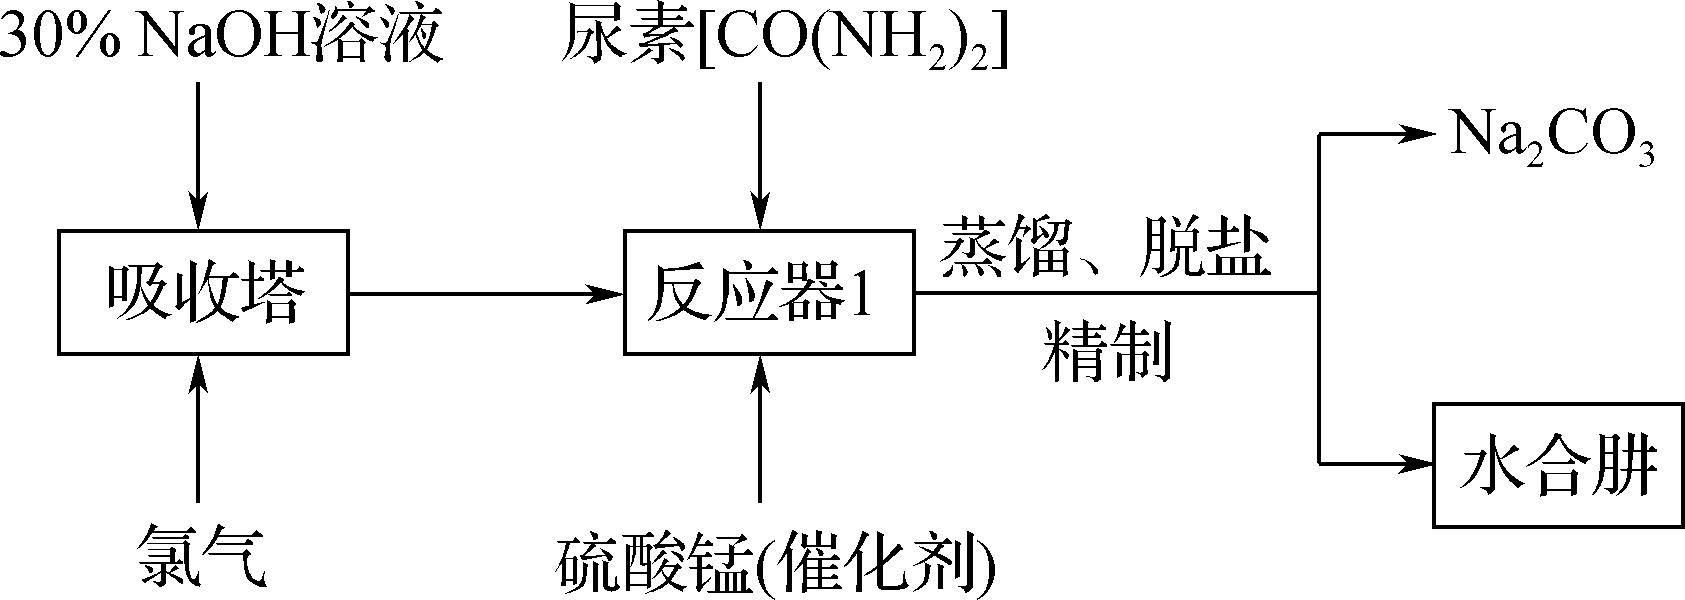 30% NaOH溶液
尿素[CO(NH₂)₂]
Na₂CO₃
蒸馏、脱盐
吸收塔
反应器1
精制
水合肼
氯气
硫酸锰(催化剂)